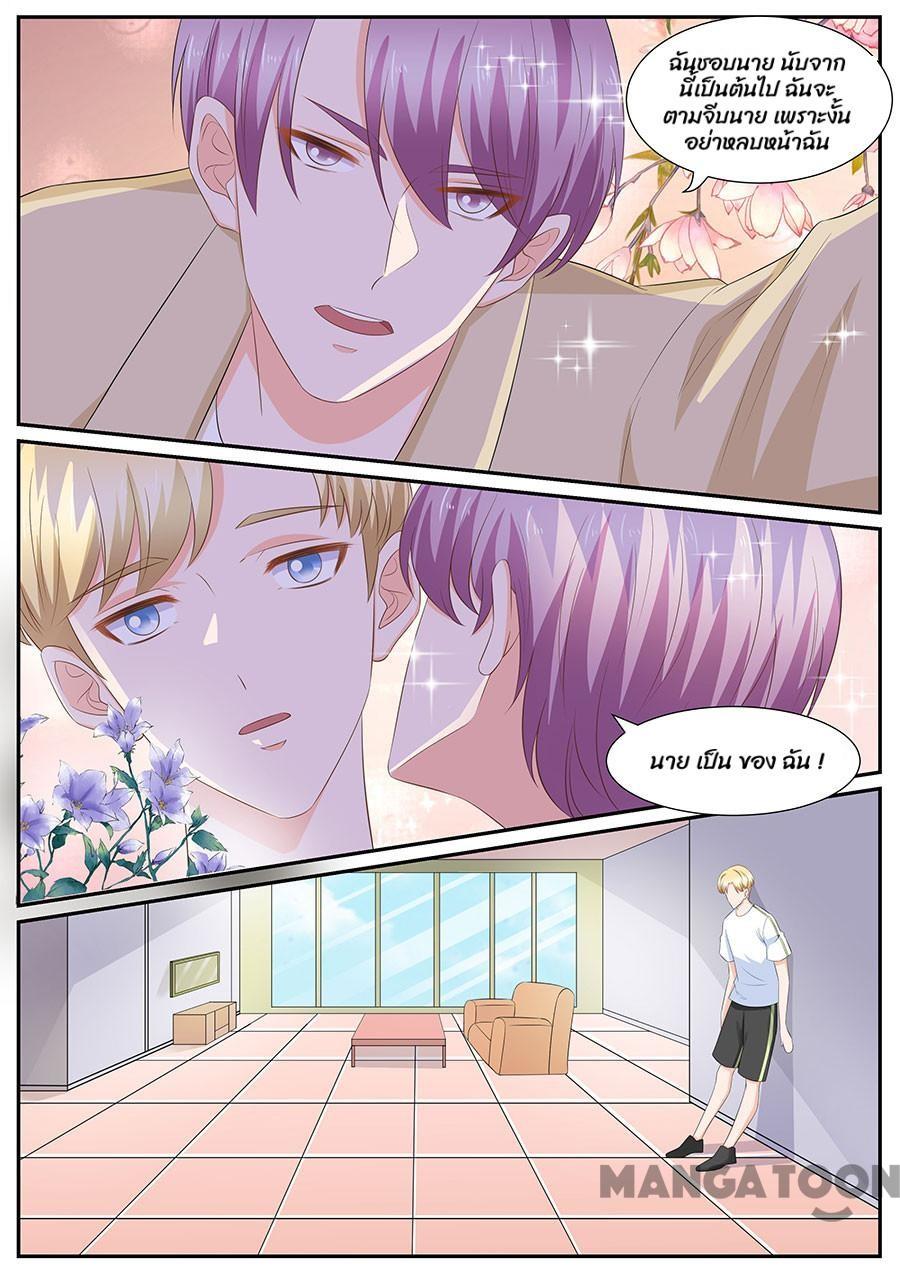 ฉันชอบนาย นับจาก
นี้เป็นต้นไป ฉันจะ
ตามจีบนาย เพราะงั้น
อย่าหลบหน้าฉัน
นาย เป็น ของ ฉัน !
MANGATOON